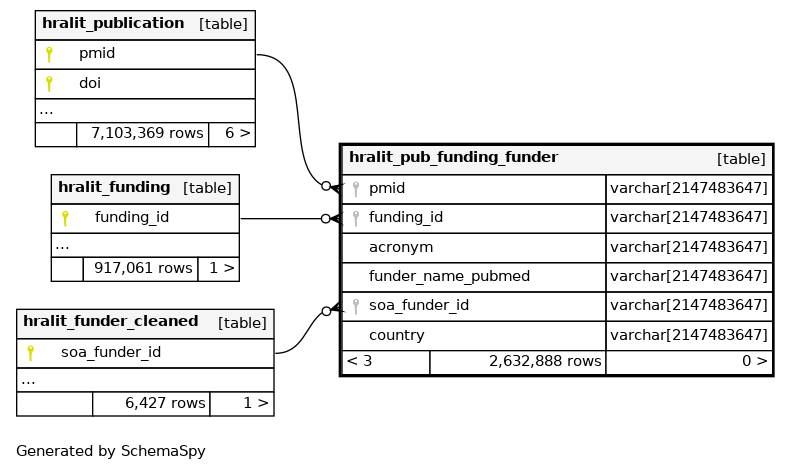 hralit_publication [table]
pmid
doi
...
7,103,369 rows 6 >
hralit_funding [table]
funding_id
...
917,061 rows 1 >
hralit_funder_cleaned [table]
soa_funder_id
...
6,427 rows 1 >
hralit_pub_funding_funder [table]
pmid varchar[2147483647]
funding_id varchar[2147483647]
acronym varchar[2147483647]
funder_name_pubmed varchar[2147483647]
soa_funder_id varchar[2147483647]
country varchar[2147483647]
< 3 2,632,888 rows 0 >
Generated by SchemaSpy